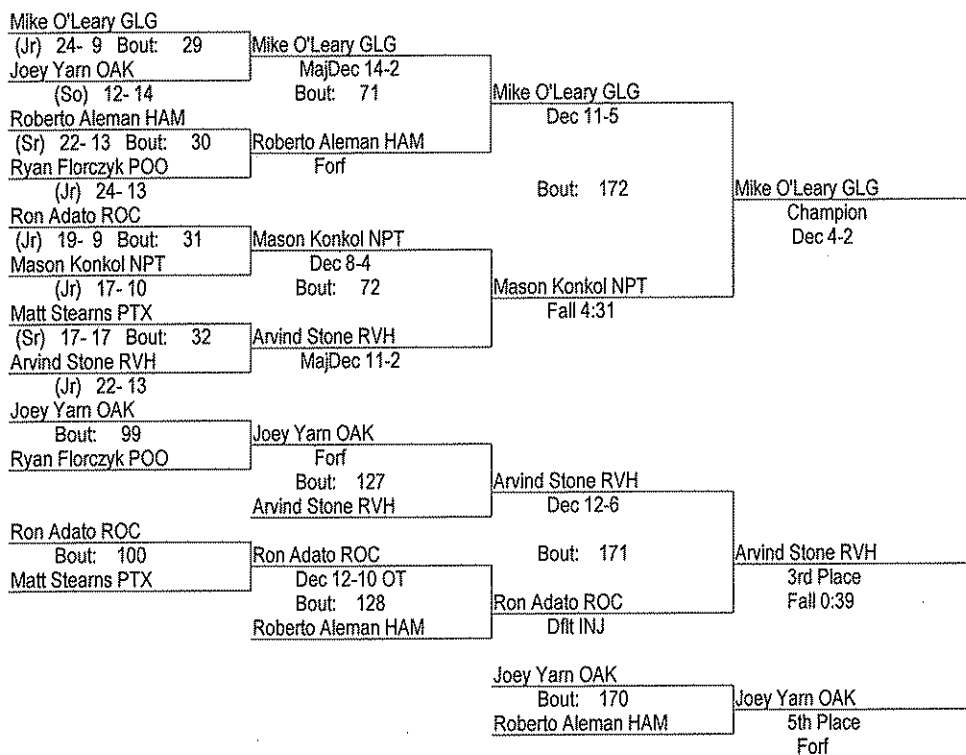 Mike O'Leary GLG
(Jr) 24- 9 Bout: 29
Joey Yarn OAK
(So) 12- 14
Roberto Aleman HAM
(Sr) 22- 13 Bout: 30
Ryan Florczyk POO
(Jr) 24- 13
Ron Adato ROC
(Jr) 19- 9 Bout: 31
Mason Konkol NPT
(Jr) 17- 10
Matt Stearns PTX
(Sr) 17- 17 Bout: 32
Arvind Stone RVH
(Jr) 22- 13
Mike O'Leary GLG
MajDec 14-2
Bout: 71
Roberto Aleman HAM
Forf
Mason Konkol NPT
Dec 8-4
Bout: 72
Arvind Stone RVH
MajDec 11-2
Mike O'Leary GLG
Dec 11-5
Bout: 172
Mason Konkol NPT
Fall 4:31
Mike O'Leary GLG
Champion
Dec 4-2
Joey Yarn OAK
Bout: 99
Ryan Florczyk POO
Ron Adato ROC
Bout: 100
Matt Stearns PTX
Joey Yarn OAK
Forf
Bout: 127
Arvind Stone RVH
Ron Adato ROC
Dec 12-10 OT
Bout: 128
Roberto Aleman HAM
Arvind Stone RVH
Dec 12-6
Bout: 171
Ron Adato ROC
Dflt INJ
Arvind Stone RVH
3rd Place
Fall 0:39
Joey Yarn OAK
Bout: 170
Roberto Aleman HAM
Joey Yarn OAK
5th Place
Forf